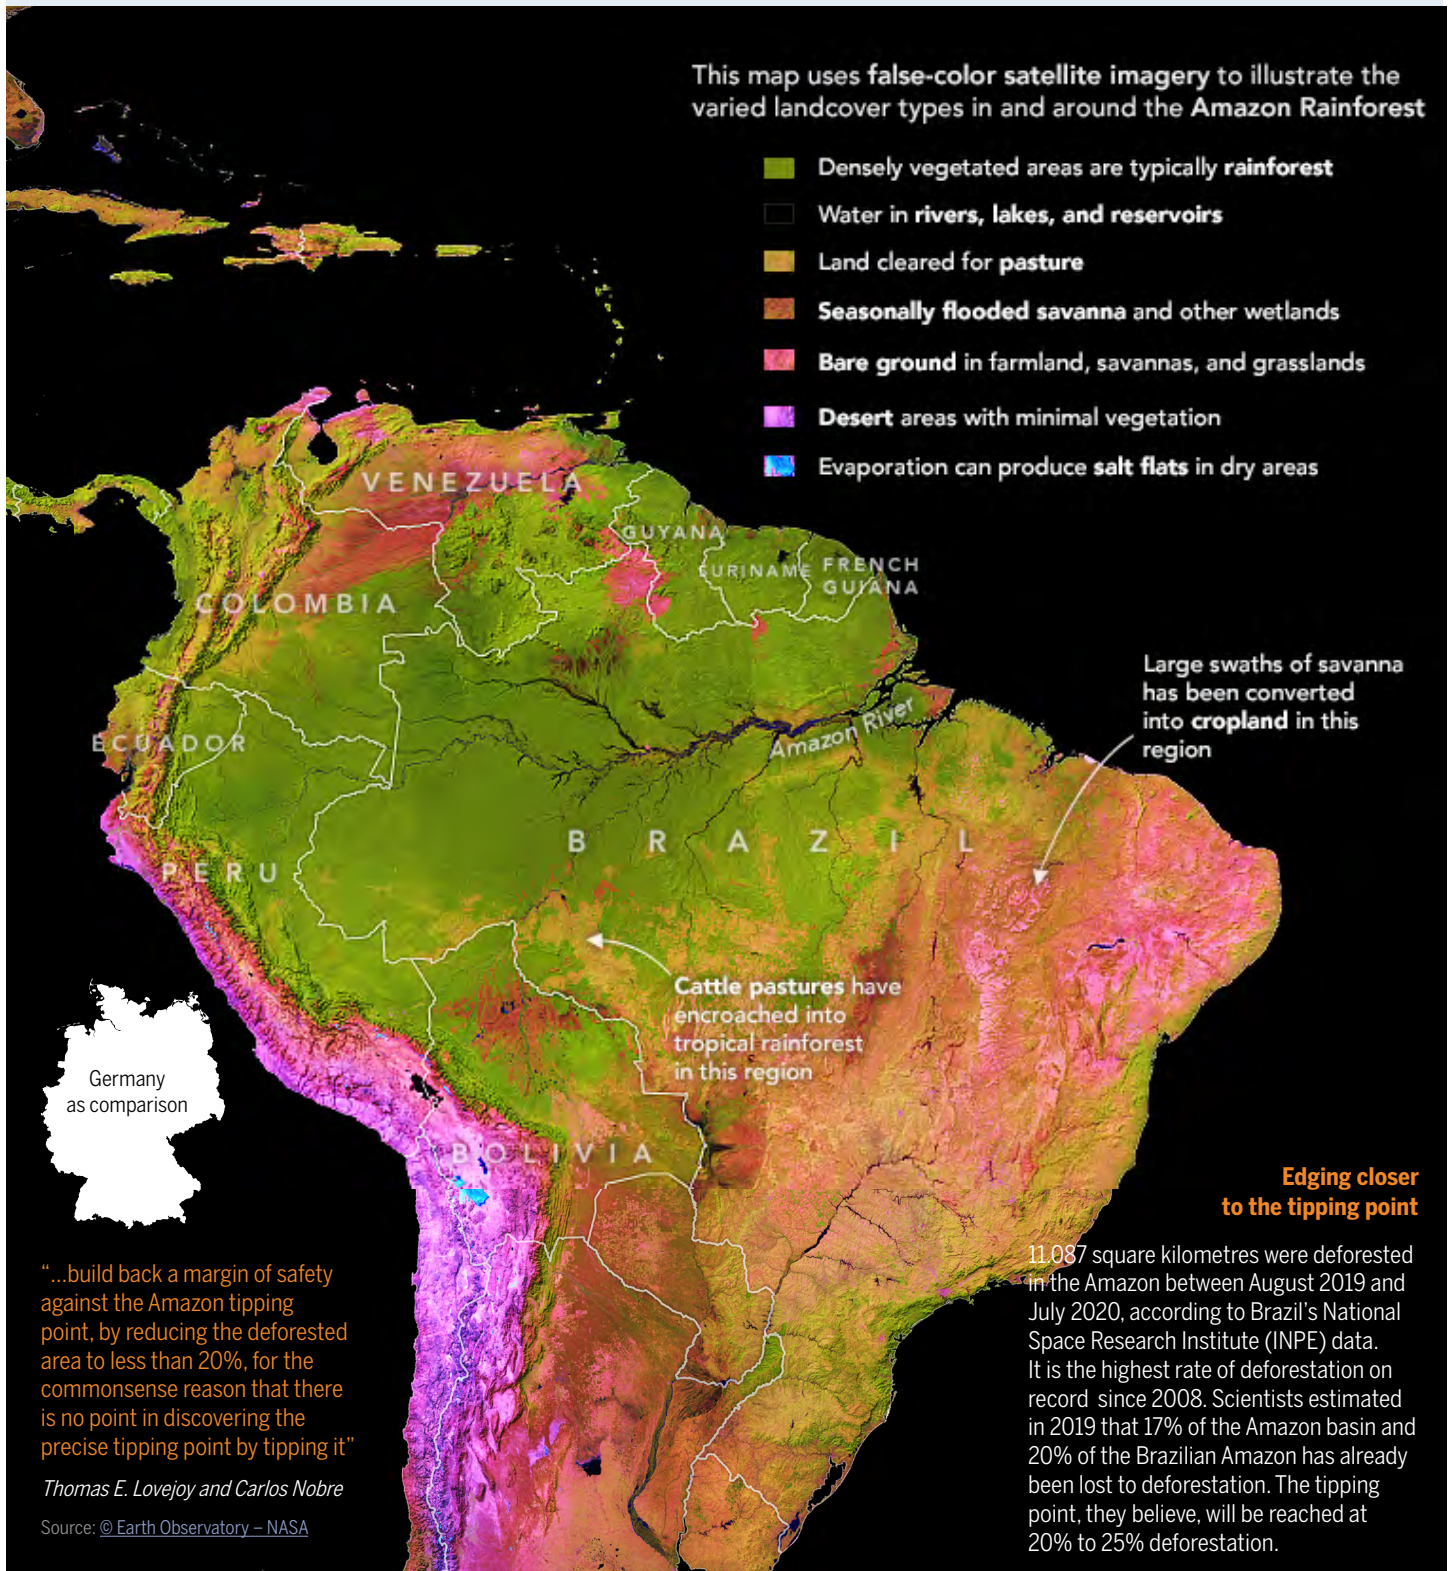 This map uses false-color satellite imagery to illustrate the
varied landcover types in and around the Amazon Rainforest
Densely vegetated areas are typically rainforest
Water in rivers, lakes, and reservoirs
Land cleared for pasture
Seasonally flooded savanna and other wetlands
Bare ground in farmland, savannas, and grasslands
Desert areas with minimal vegetation
Evaporation can produce salt flats in dry areas
VENEZUELA
GUYANA
SURINAME
FRENCH
GUIANA
COLOMBIA
Large swaths of savanna
has been converted
into cropland in this
region
Amazon River
ECUADOR
BRAZIL
PERU
Cattle pastures have
encroached into
tropical rainforest
in this region
Germany
as comparison
BOLIVIA
Edging closer
to the tipping point
11.087 square kilometres were deforested
in the Amazon between August 2019 and
July 2020, according to Brazil's National
Space Research Institute (INPE) data.
It is the highest rate of deforestation on
record since 2008. Scientists estimated
in 2019 that 17% of the Amazon basin and
20% of the Brazilian Amazon has already
been lost to deforestation. The tipping
point, they believe, will be reached at
20% to 25% deforestation.
“...build back a margin of safety
against the Amazon tipping
point, by reducing the deforested
area to less than 20%, for the
commonsense reason that there
is no point in discovering the
precise tipping point by tipping it”
Thomas E. Lovejoy and Carlos Nobre
Source: © Earth Observatory – NASA